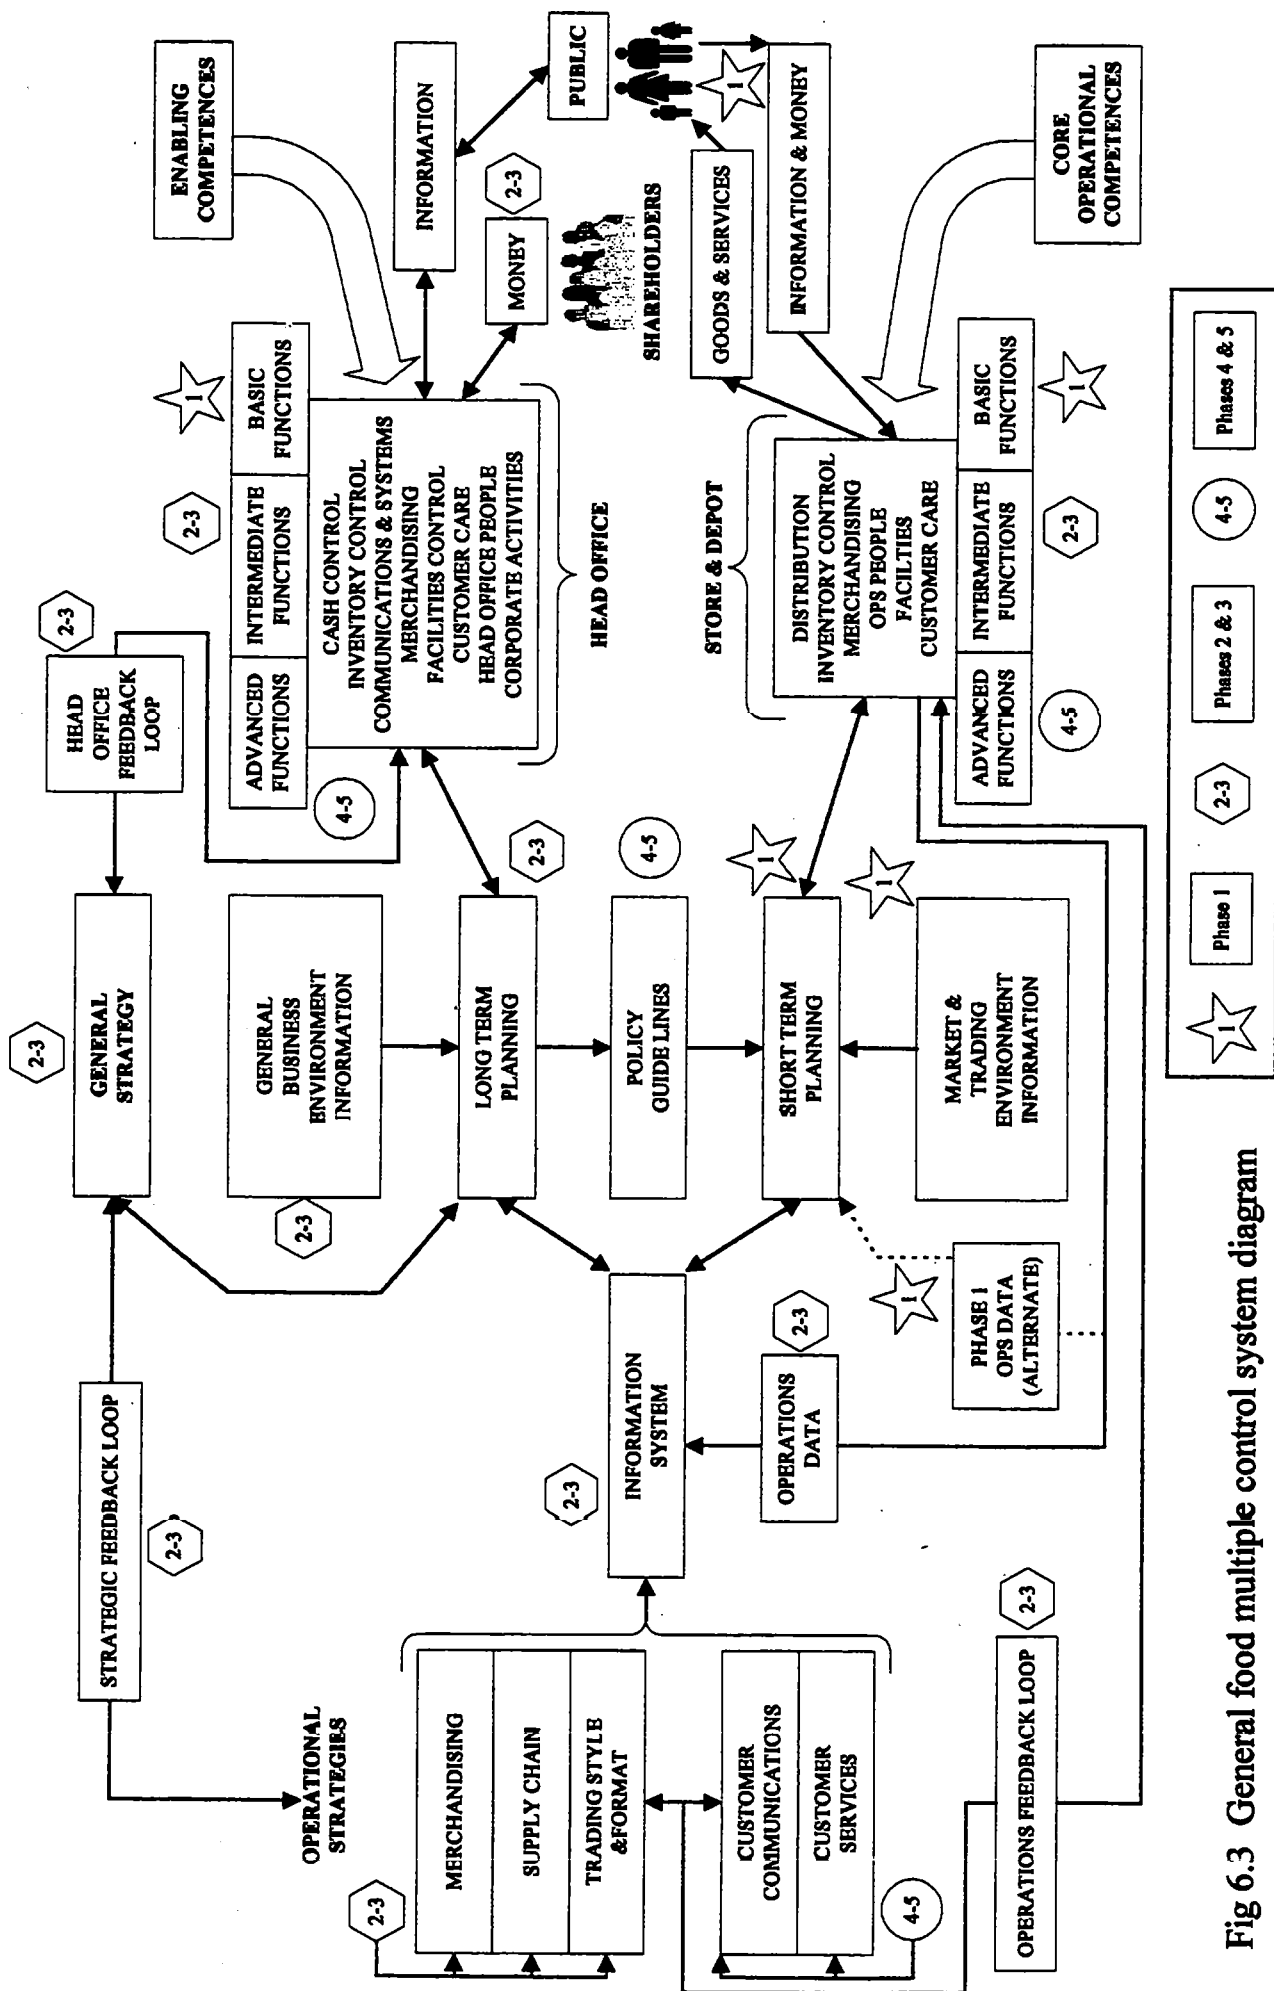 STRATEGIC FEEDBACK LOOP
2-3
2-3
GENERAL
STRATEGY
HEAD
OFFICE
FEEDBACK
LOOP
2-3
ENABLING
COMPETENCES
OPERATIONAL
STRATEGIES
2-3
MERCHANDISING
SUPPLY CHAIN
TRADING STYLE
&FORMAT
CUSTOMER
COMMUNICATIONS
CUSTOMER
SERVICES
4-5
2-3
INFORMATION
SYSTEM
OPERATIONS
DATA
2-3
PHASE 1
OPS DATA
(ALTERNATE)
1
OPERATIONS FEEDBACK LOOP
2-3
GENERAL
BUSINESS
ENVIRONMENT
INFORMATION
2-3
LONG TERM
PLANNING
2-3
POLICY
GUIDE LINES
4-5
SHORT TERM
PLANNING
1
1
MARKET &
TRADING
ENVIRONMENT
INFORMATION
ADVANCED
FUNCTIONS
INTERMEDIATE
FUNCTIONS
BASIC
FUNCTIONS
4-5
2-3
1
CASH CONTROL
INVENTORY CONTROL
COMMUNICATIONS & SYSTEMS
MERCHANDISING
FACILITIES CONTROL
CUSTOMER CARE
HEAD OFFICE PEOPLE
CORPORATE ACTIVITIES
HEAD OFFICE
STORE & DEPOT
DISTRIBUTION
INVENTORY CONTROL
MERCHANDISING
OPS PEOPLE
FACILTIES
CUSTOMER CARE
ADVANCED
FUNCTIONS
INTERMEDIATE
FUNCTIONS
BASIC
FUNCTIONS
4-5
2-3
1
INFORMATION
MONEY
2-3
SHAREHOLDERS
PUBLIC
1
GOODS & SERVICES
INFORMATION & MONEY
CORE
OPERATIONAL
COMPETENCES
1
Phase 1
2-3
Phases 2 & 3
4-5
Phases 4 & 5
Fig 6.3 General food multiple control system diagram